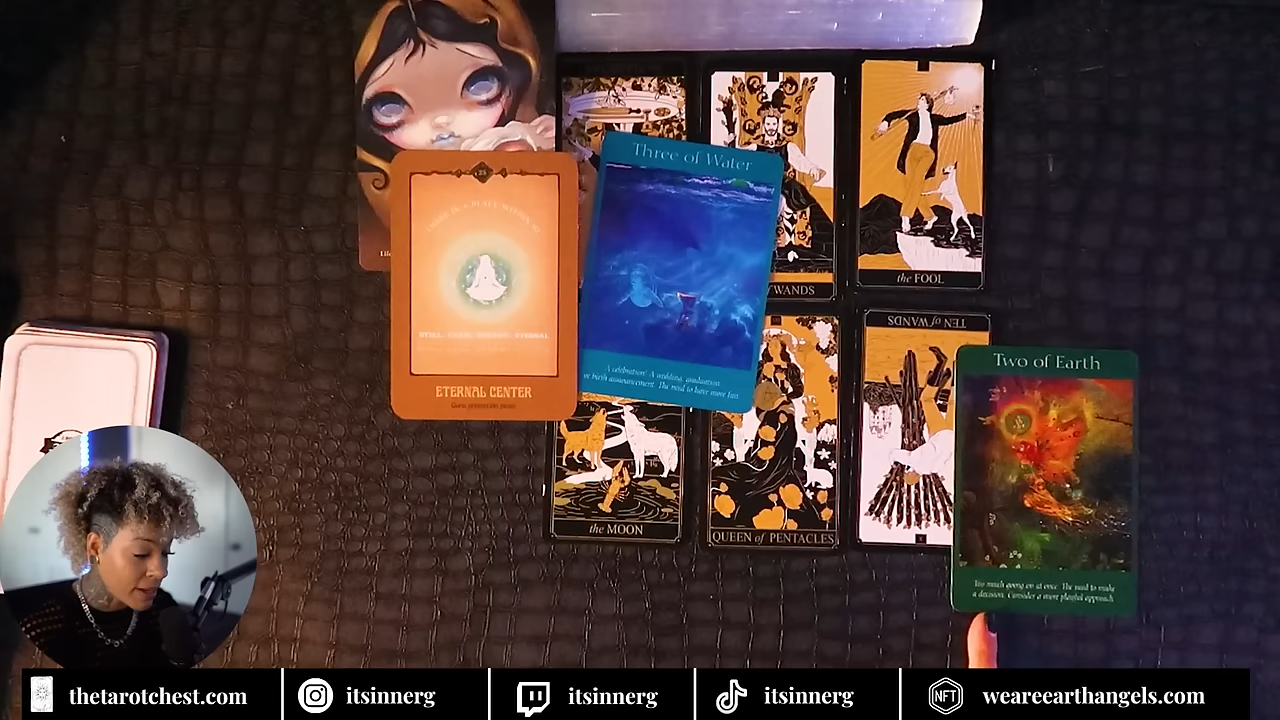 Three of Water
A celebration! A wedding, graduation
or birth announcement. The need to have more fun.
ETERNAL CENTER
WANDS
the FOOL
TEN of WANDS
the MOON
QUEEN of PENTACLES
Two of Earth
Too much going on at once. The need to make
a decision. Consider a more playful approach
thetarotchest.com
itsinnerg
itsinnerg
itsinnerg
NFT
weareearthangels.com